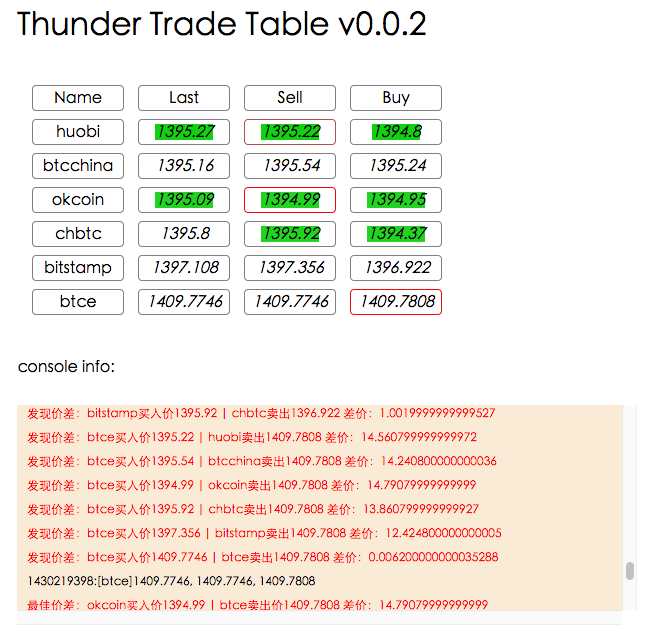 Thunder Trade Table v0.0.2
Name Last Sell Buy
huobi 1395.27 1395.22 1394.8
btcchina 1395.16 1395.54 1395.24
okcoin 1395.09 1394.99 1394.95
chbtc 1395.8 1395.92 1394.37
bitstamp 1397.108 1397.356 1396.922
btce 1409.7746 1409.7746 1409.7808
console info:
发现价差：bitstamp买入价1395.92 | chbtc卖出1396.922 差价：1.0019999999999527
发现价差：btce买入价1395.22 | huobi卖出1409.7808 差价：14.560799999999972
发现价差：btce买入价1395.54 | btcchina卖出1409.7808 差价：14.240800000000036
发现价差：btce买入价1394.99 | okcoin卖出1409.7808 差价：14.79079999999999
发现价差：btce买入价1395.92 | chbtc卖出1409.7808 差价：13.860799999999927
发现价差：btce买入价1397.356 | bitstamp卖出1409.7808 差价：12.424800000000005
发现价差：btce买入价1409.7746 | btce卖出1409.7808 差价：0.006200000000035288
1430219398:[btce]1409.7746, 1409.7746, 1409.7808
最佳价差：okcoin买入价1394.99 | btce卖出价1409.7808 差价：14.79079999999999